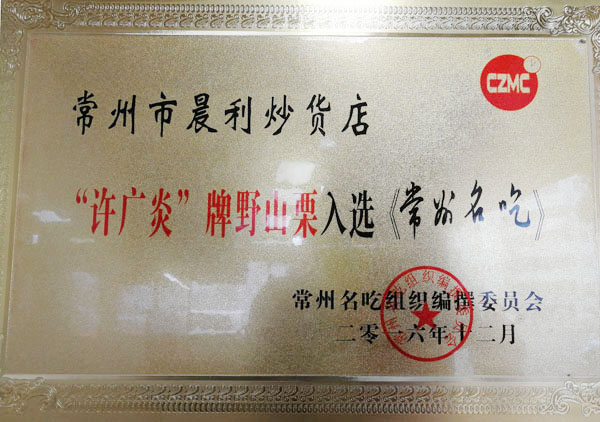 CZMC
常州市晨利炒货店
“许广炎”牌野山栗入选《常州名吃》
常州名吃组织编撰委员会
二零一六年十二月